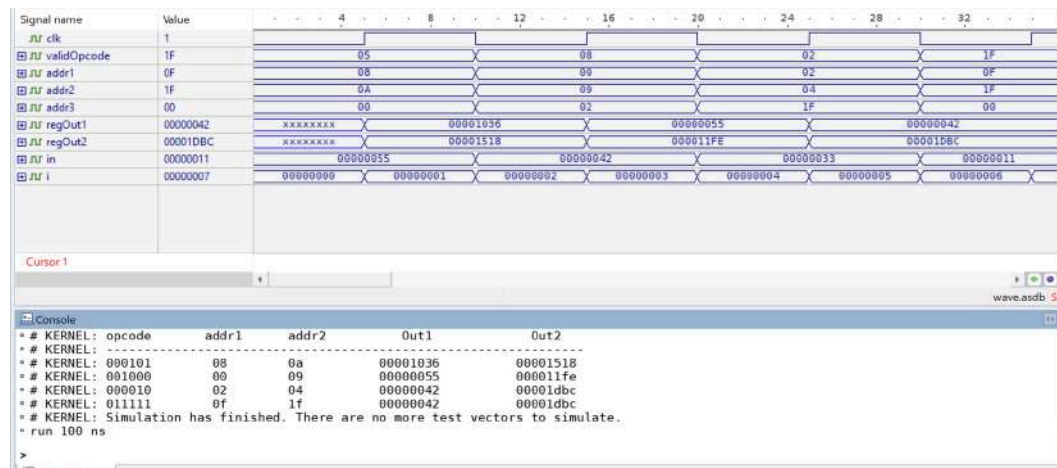 Signal name Value 4 8 12 16 20 24 28 32
clk 1
validOpcode 1F 05 08 02 1F
addr1 0F 08 00 02 0F
addr2 1F 0A 09 04 1F
addr3 00 00 02 1F 00
regOut1 00000042 xxxxxxxx 00001036 00000055 00000042
regOut2 00001DBC xxxxxxxx 00001518 000011FE 00001DBC
in 00000011 00000055 00000042 00000033 00000011
i 00000007 00000000 00000001 00000002 00000003 00000004 00000005 00000006
Cursor 1
wave.asdb
Console
# KERNEL: opcode addr1 addr2 Out1 Out2
# KERNEL: ------------------------------------------------------------
# KERNEL: 000101 08 0a 00001036 00001518
# KERNEL: 001000 00 09 00000055 000011fe
# KERNEL: 000010 02 04 00000042 00001dbc
# KERNEL: 011111 0f 1f 00000042 00001dbc
# KERNEL: Simulation has finished. There are no more test vectors to simulate.
run 100 ns
>